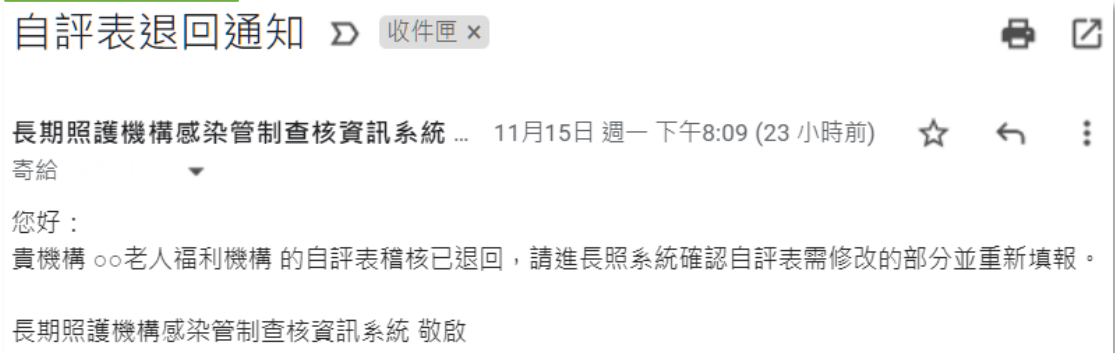 自評表退回通知 收件匣 ×
長期照護機構感染管制查核資訊系統 ... 11月15日 週一 下午8:09 (23 小時前)
寄給
您好：
貴機構 ○○老人福利機構 的自評表稽核已退回，請進長照系統確認自評表需修改的部分並重新填報。
長期照護機構感染管制查核資訊系統 敬啟